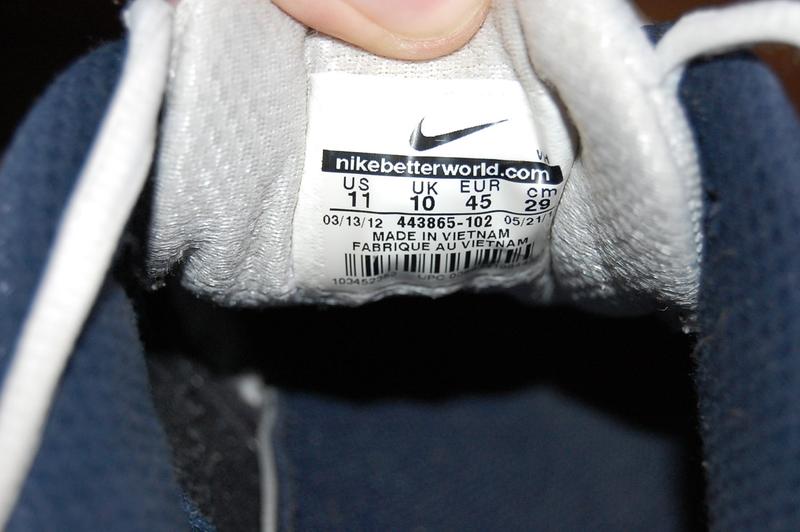 nikebetterworld.com
US UK EUR cm
11 10 45 29
03/13/12 443865-102
MADE IN VIETNAM
FABRIQUE AU VIETNAM
UPC